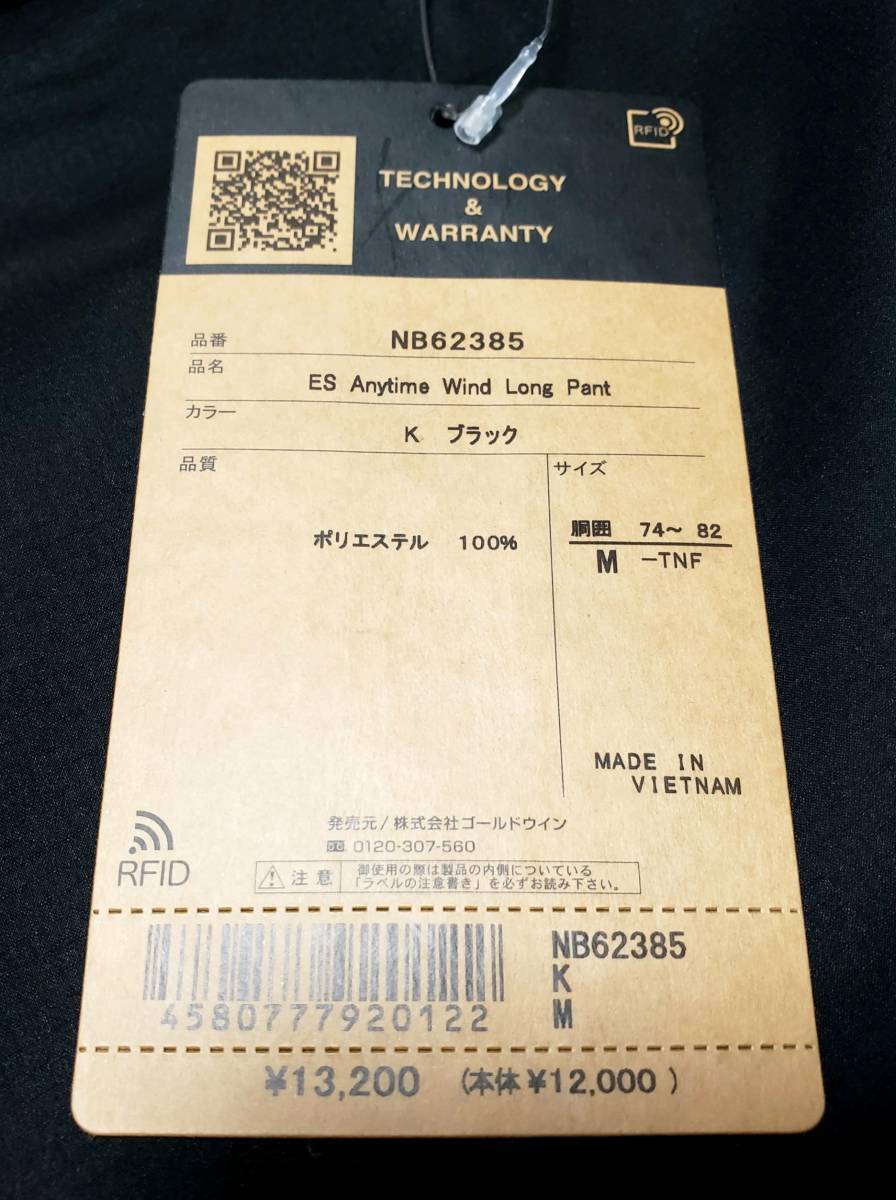 RFID
TECHNOLOGY
&
WARRANTY
品番 NB62385
品名 ES Anytime Wind Long Pant
カラー K ブラック
品質 サイズ
ポリエステル 100%
胴囲 74~ 82
M -TNF
MADE IN
VIETNAM
発売元/株式会社ゴールドウイン
0120-307-560
RFID
注意
御使用の際は製品の内側についている
「ラベルの注意書き」を必ずお読み下さい。
4580777920122
NB62385
K
M
¥13,200 (本体¥12,000)